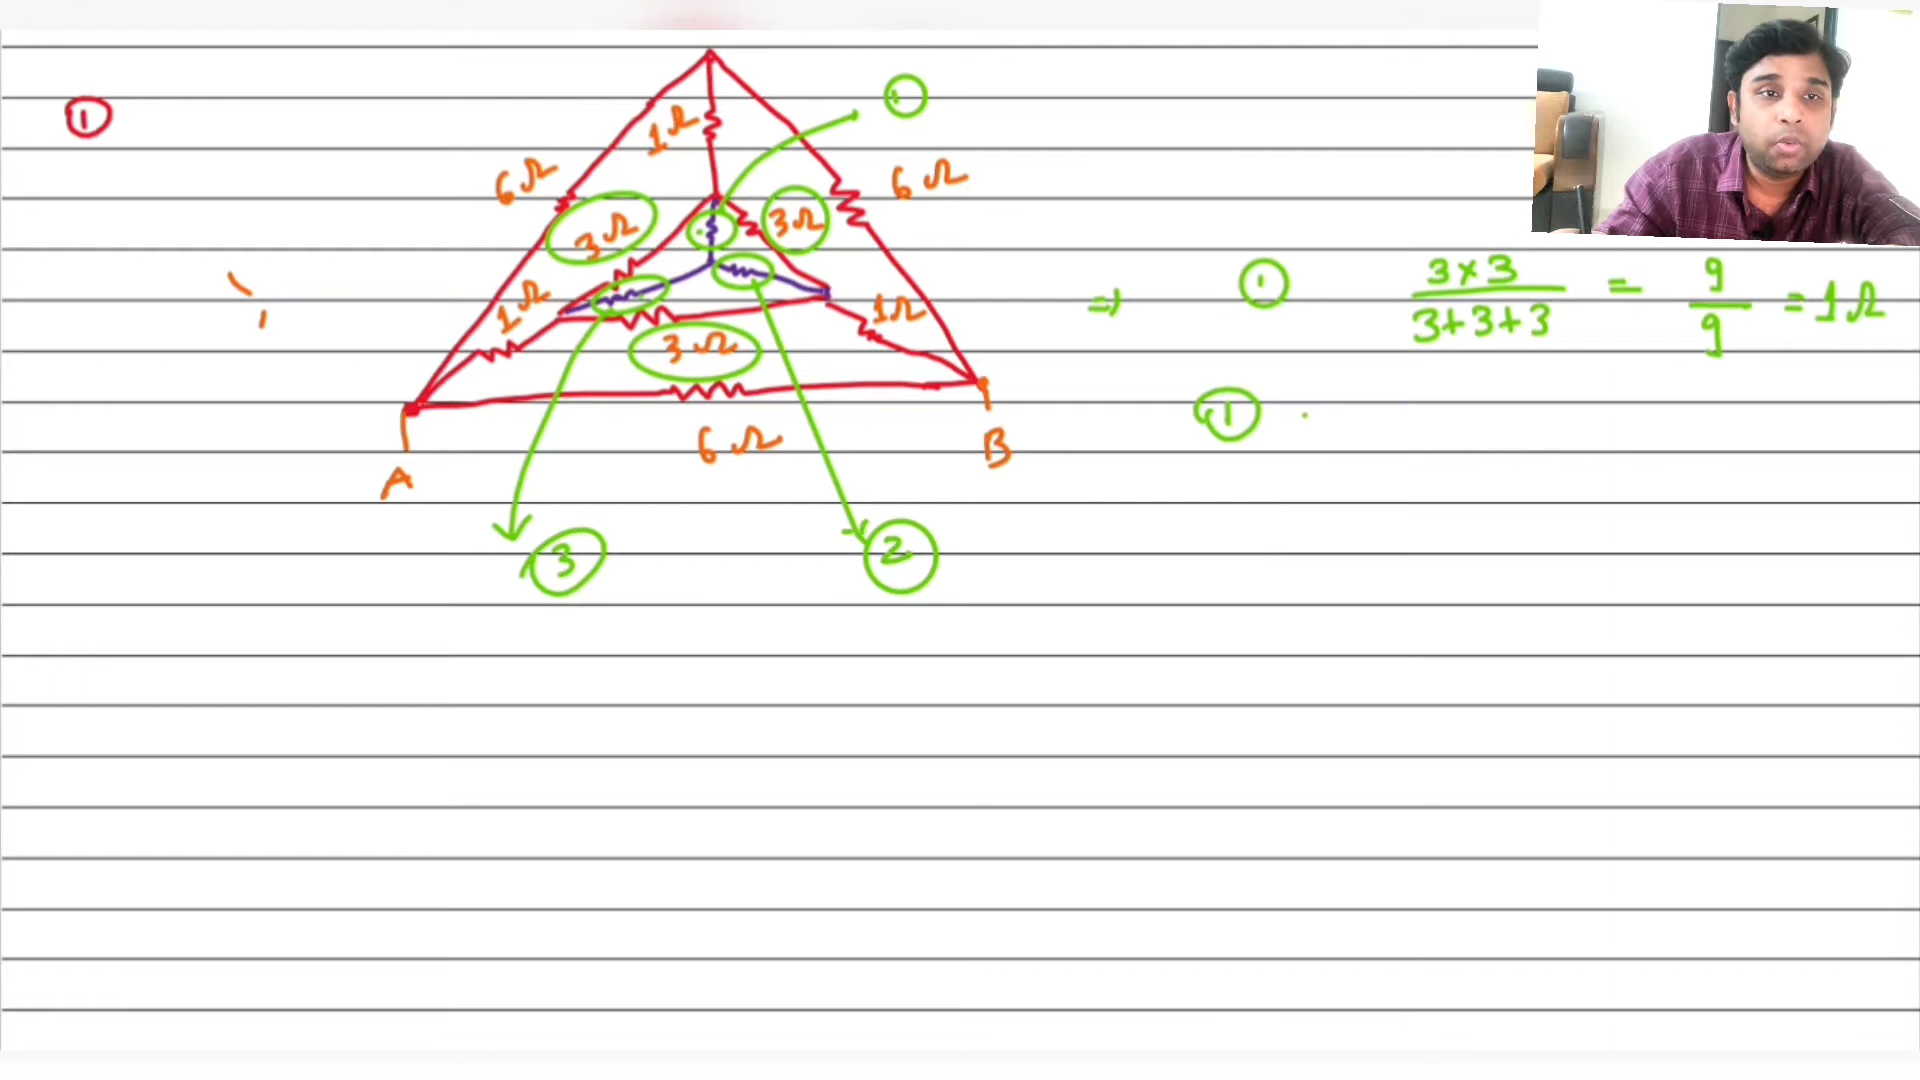 ①
①
1Ω
6Ω
6Ω
3Ω
3Ω
1Ω
1Ω
3Ω
6Ω
A
B
③
②
⇒ ① 3×3 / 3+3+3 = 9/9 = 1Ω
①